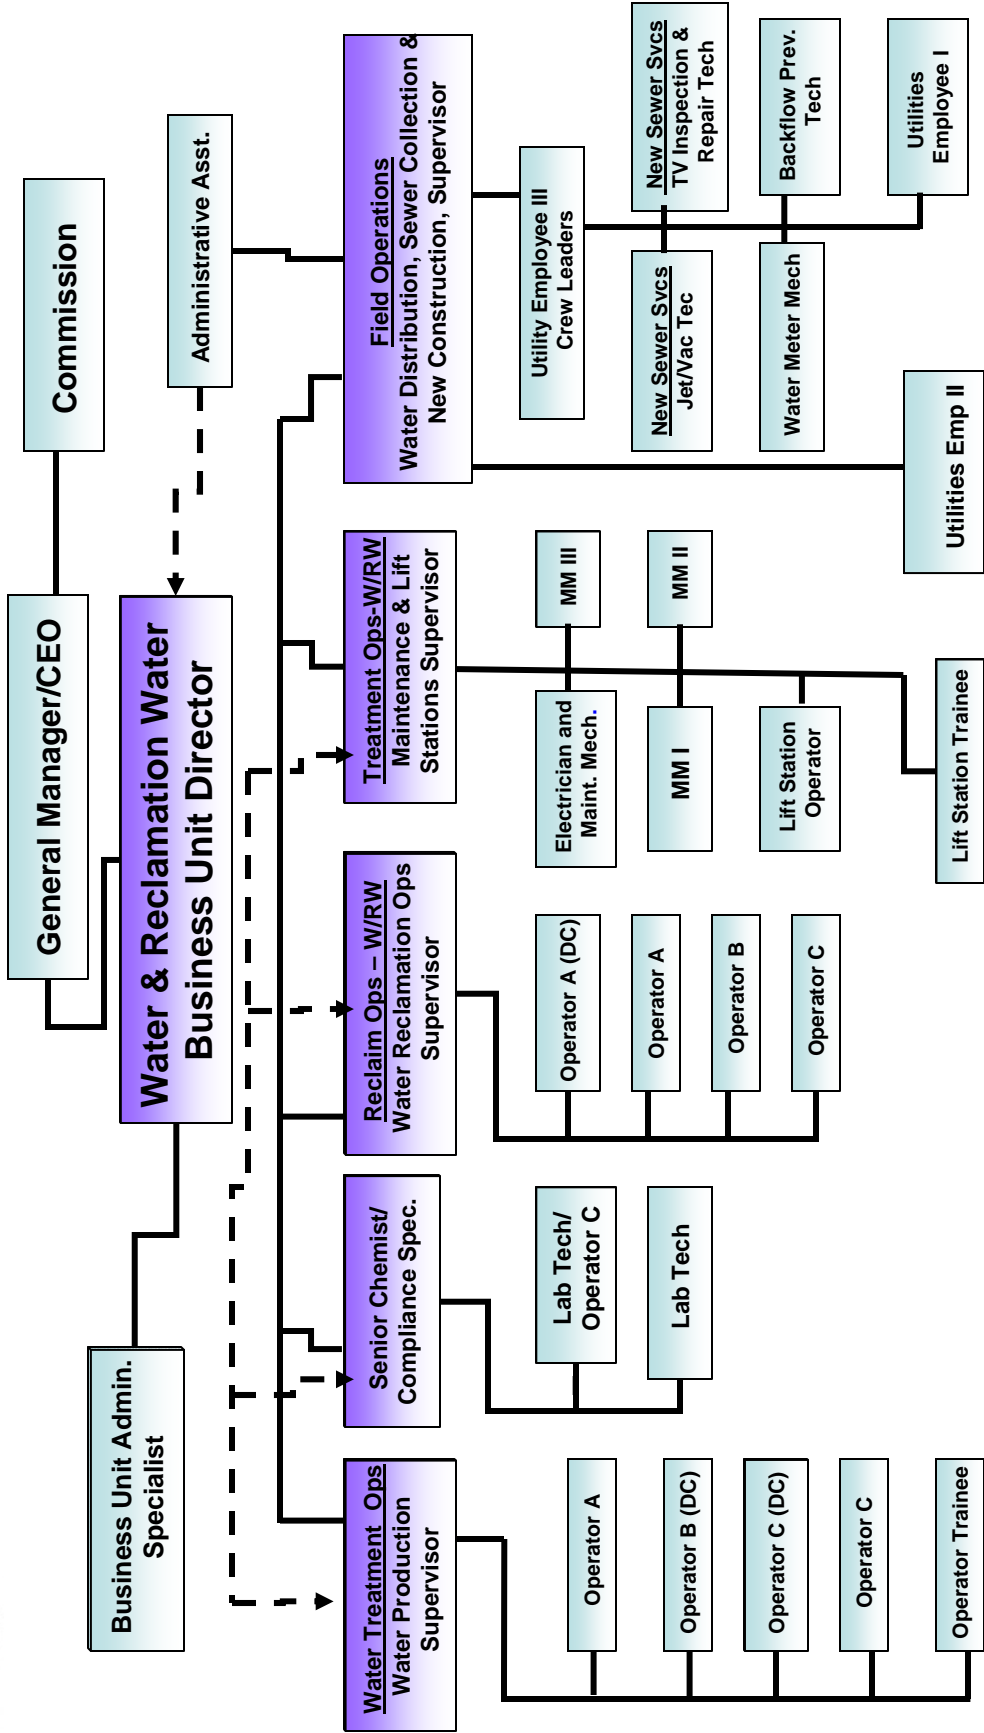 Commission
General Manager/CEO
Business Unit Admin.
Specialist
Water & Reclamation Water
Business Unit Director
Administrative Asst.
Water Treatment Ops
Water Production
Supervisor
Senior Chemist/
Compliance Spec.
Reclaim Ops – W/RW
Water Reclamation Ops
Supervisor
Treatment Ops-W/RW
Maintenance & Lift
Stations Supervisor
Field Operations
Water Distribution, Sewer Collection &
New Construction, Supervisor
Operator A
Operator B (DC)
Operator C (DC)
Operator C
Operator Trainee
Lab Tech/
Operator C
Lab Tech
Operator A (DC)
Operator A
Operator B
Operator C
Electrician and
Maint. Mech.
MM III
MM I
MM II
Lift Station
Operator
Lift Station Trainee
Utility Employee III
Crew Leaders
New Sewer Svcs
Jet/Vac Tec
New Sewer Svcs
TV Inspection &
Repair Tech
Water Meter Mech
Backflow Prev.
Tech
Utilities
Employee I
Utilities Emp II